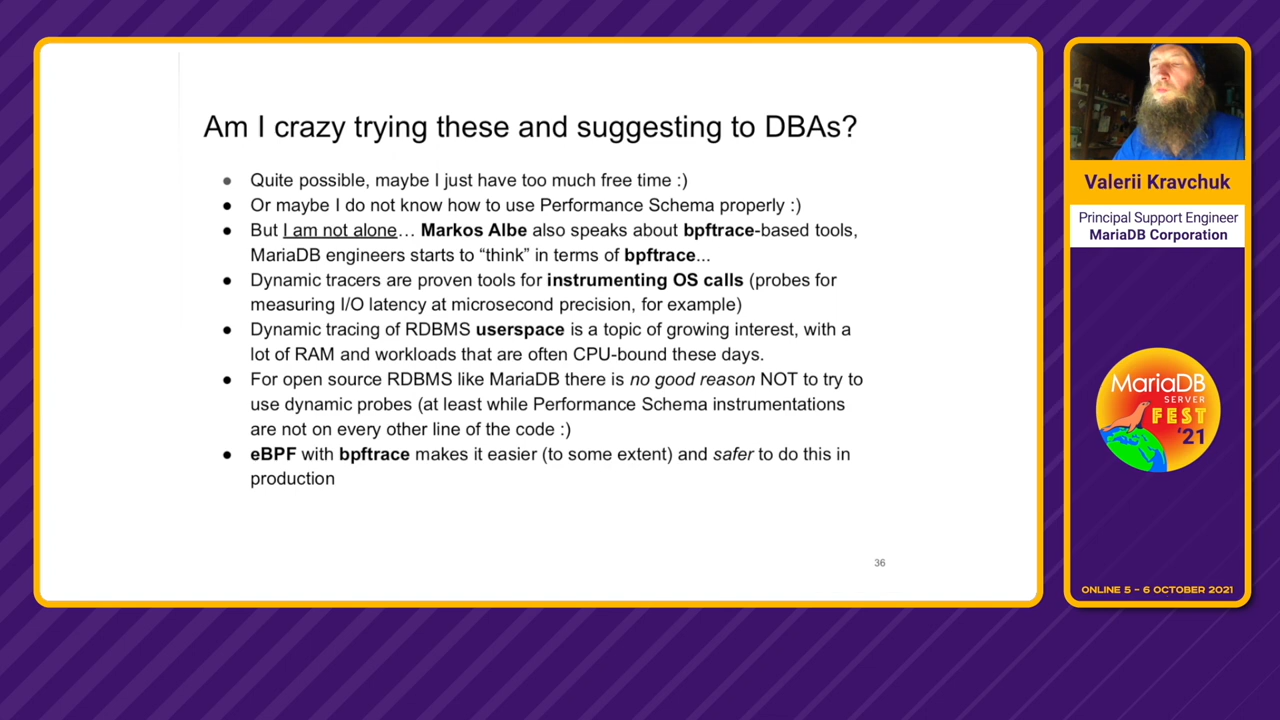 Am I crazy trying these and suggesting to DBAs?
● Quite possible, maybe I just have too much free time :)
● Or maybe I do not know how to use Performance Schema properly :)
● But I am not alone… Markos Albe also speaks about bpftrace-based tools,
MariaDB engineers starts to “think” in terms of bpftrace...
● Dynamic tracers are proven tools for instrumenting OS calls (probes for
measuring I/O latency at microsecond precision, for example)
● Dynamic tracing of RDBMS userspace is a topic of growing interest, with a
lot of RAM and workloads that are often CPU-bound these days.
● For open source RDBMS like MariaDB there is no good reason NOT to try to
use dynamic probes (at least while Performance Schema instrumentations
are not on every other line of the code :)
● eBPF with bpftrace makes it easier (to some extent) and safer to do this in
production
36
Valerii Kravchuk
Principal Support Engineer
MariaDB Corporation
MariaDB
SERVER
FEST
'21
ONLINE 5 – 6 OCTOBER 2021